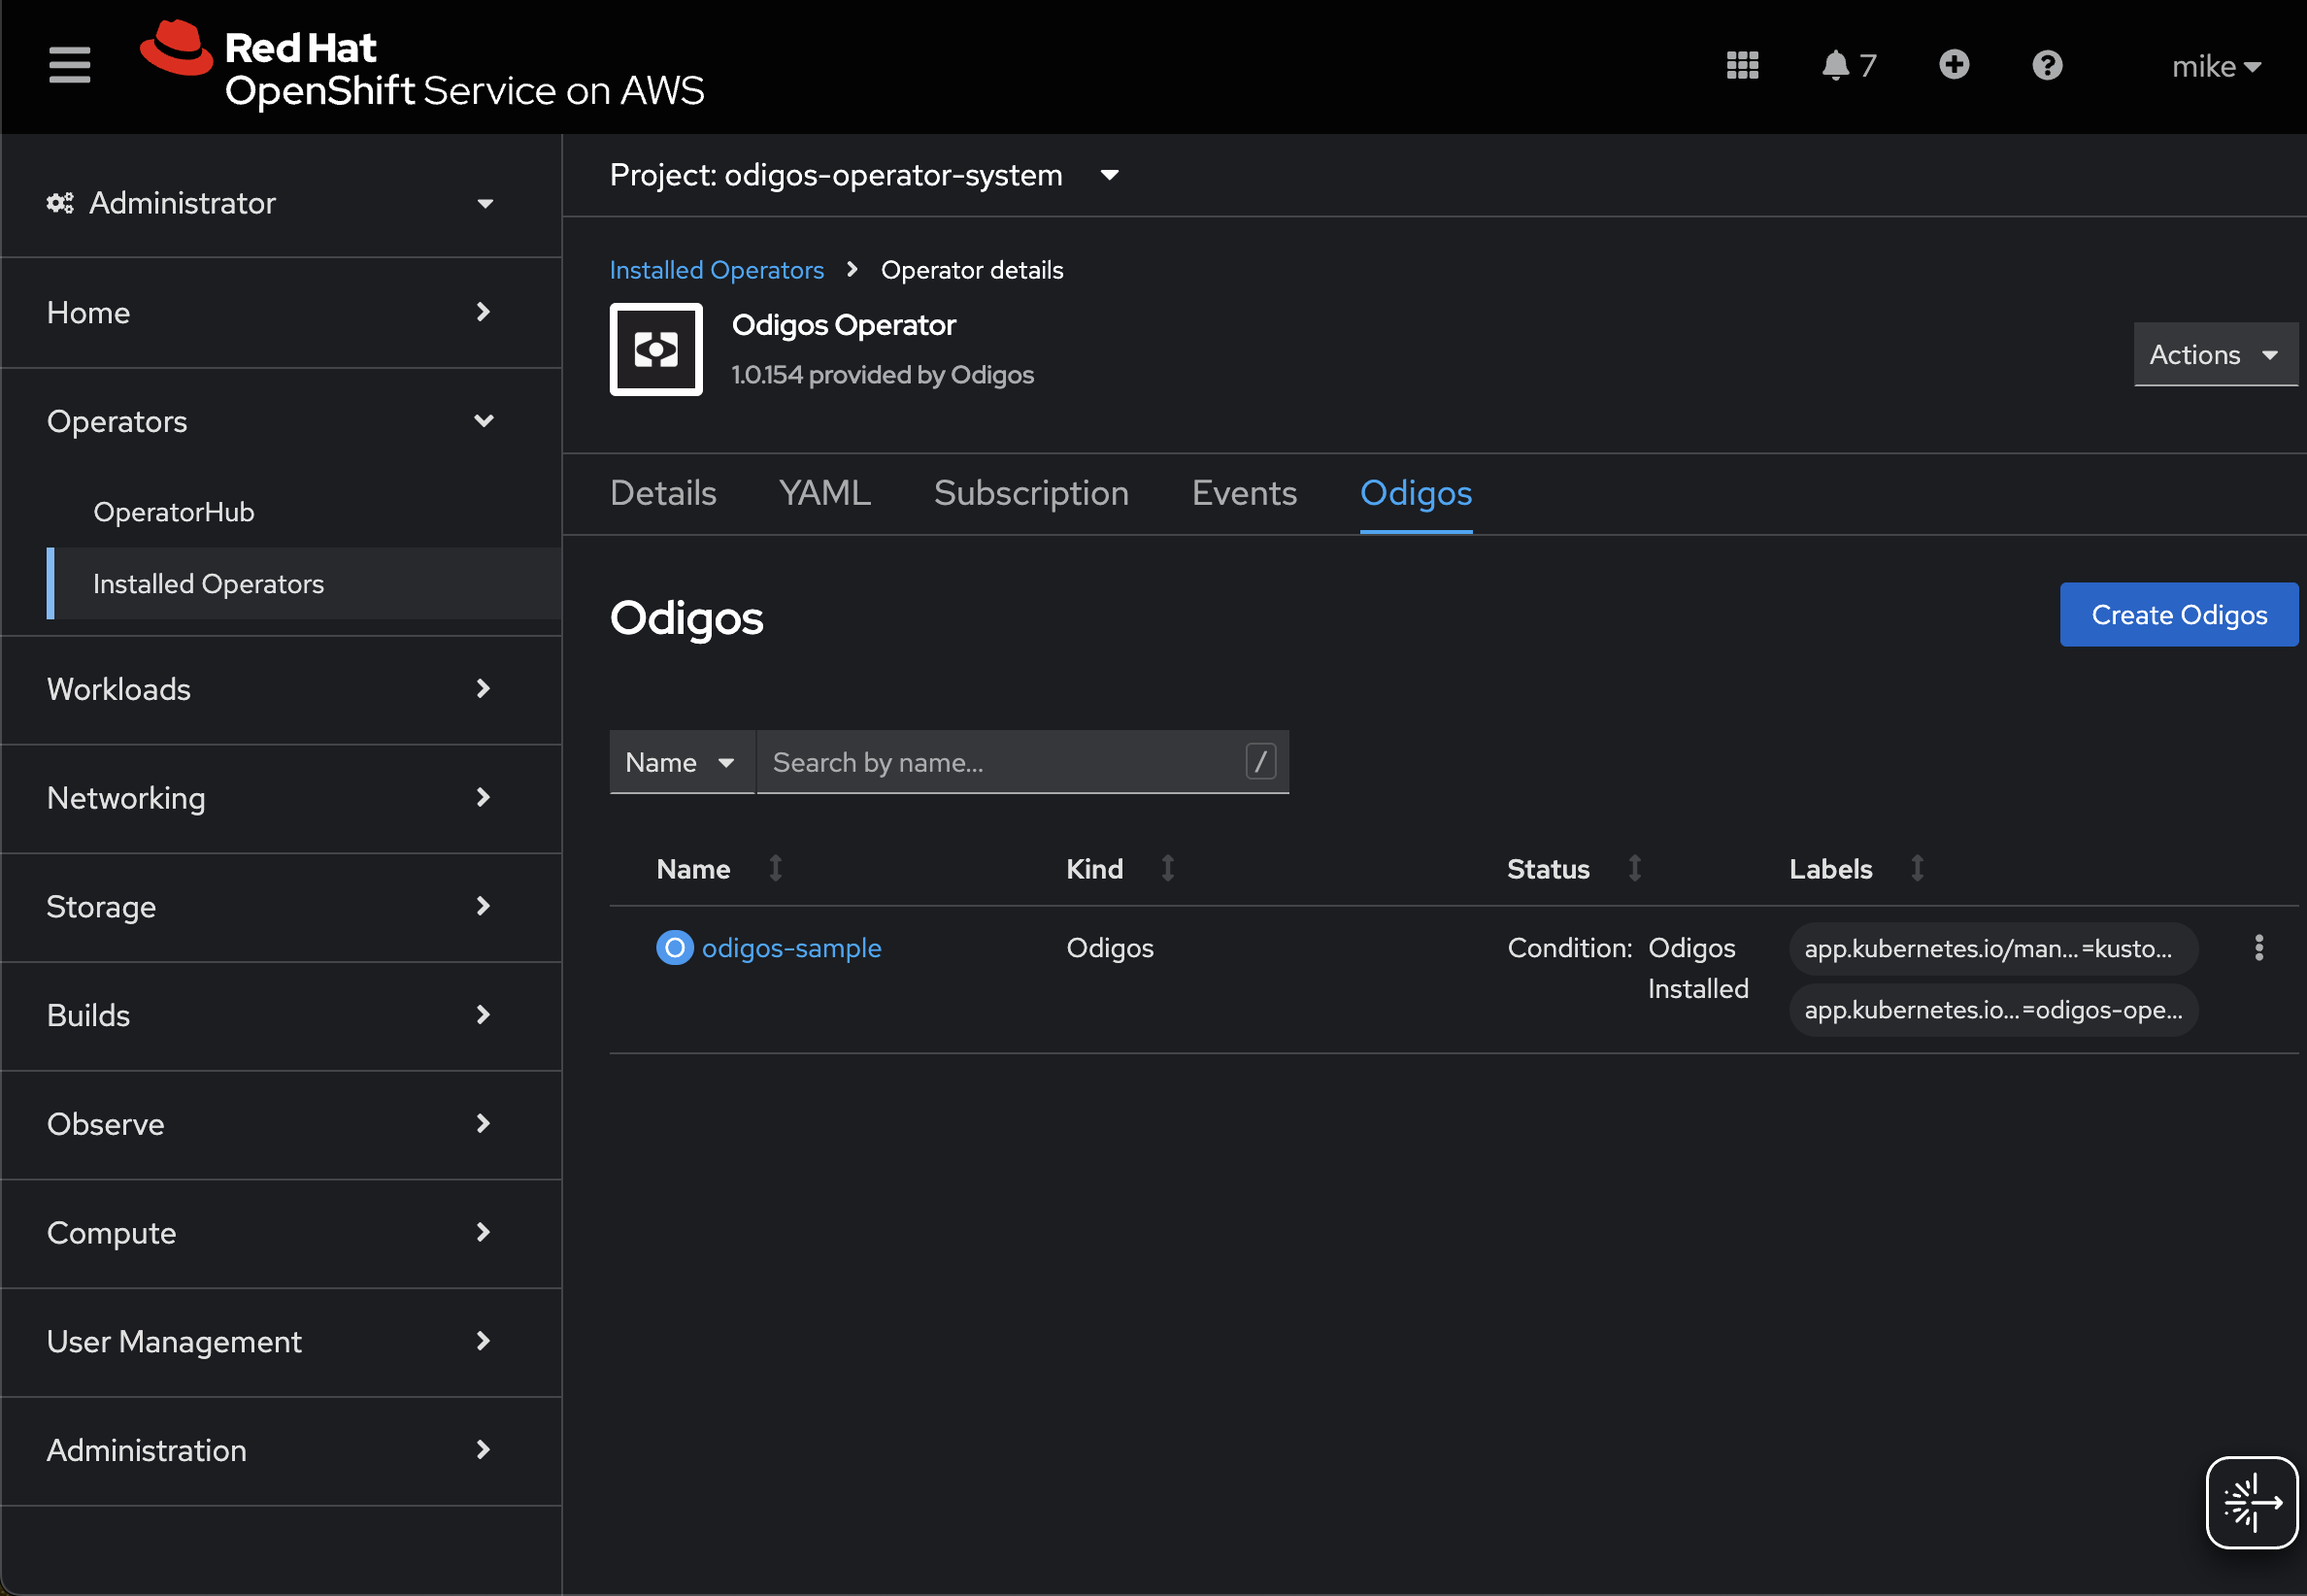 Red Hat
OpenShift Service on AWS
7
mike
Administrator
Home
Operators
OperatorHub
Installed Operators
Workloads
Networking
Storage
Builds
Observe
Compute
User Management
Administration
Project: odigos-operator-system
Installed Operators > Operator details
Odigos Operator
1.0.154 provided by Odigos
Actions
Details YAML Subscription Events Odigos
Odigos
Create Odigos
Name Search by name... /
Name Kind Status Labels
O odigos-sample Odigos Condition: Odigos Installed
app.kubernetes.io/man...=kusto...
app.kubernetes.io...=odigos-ope...